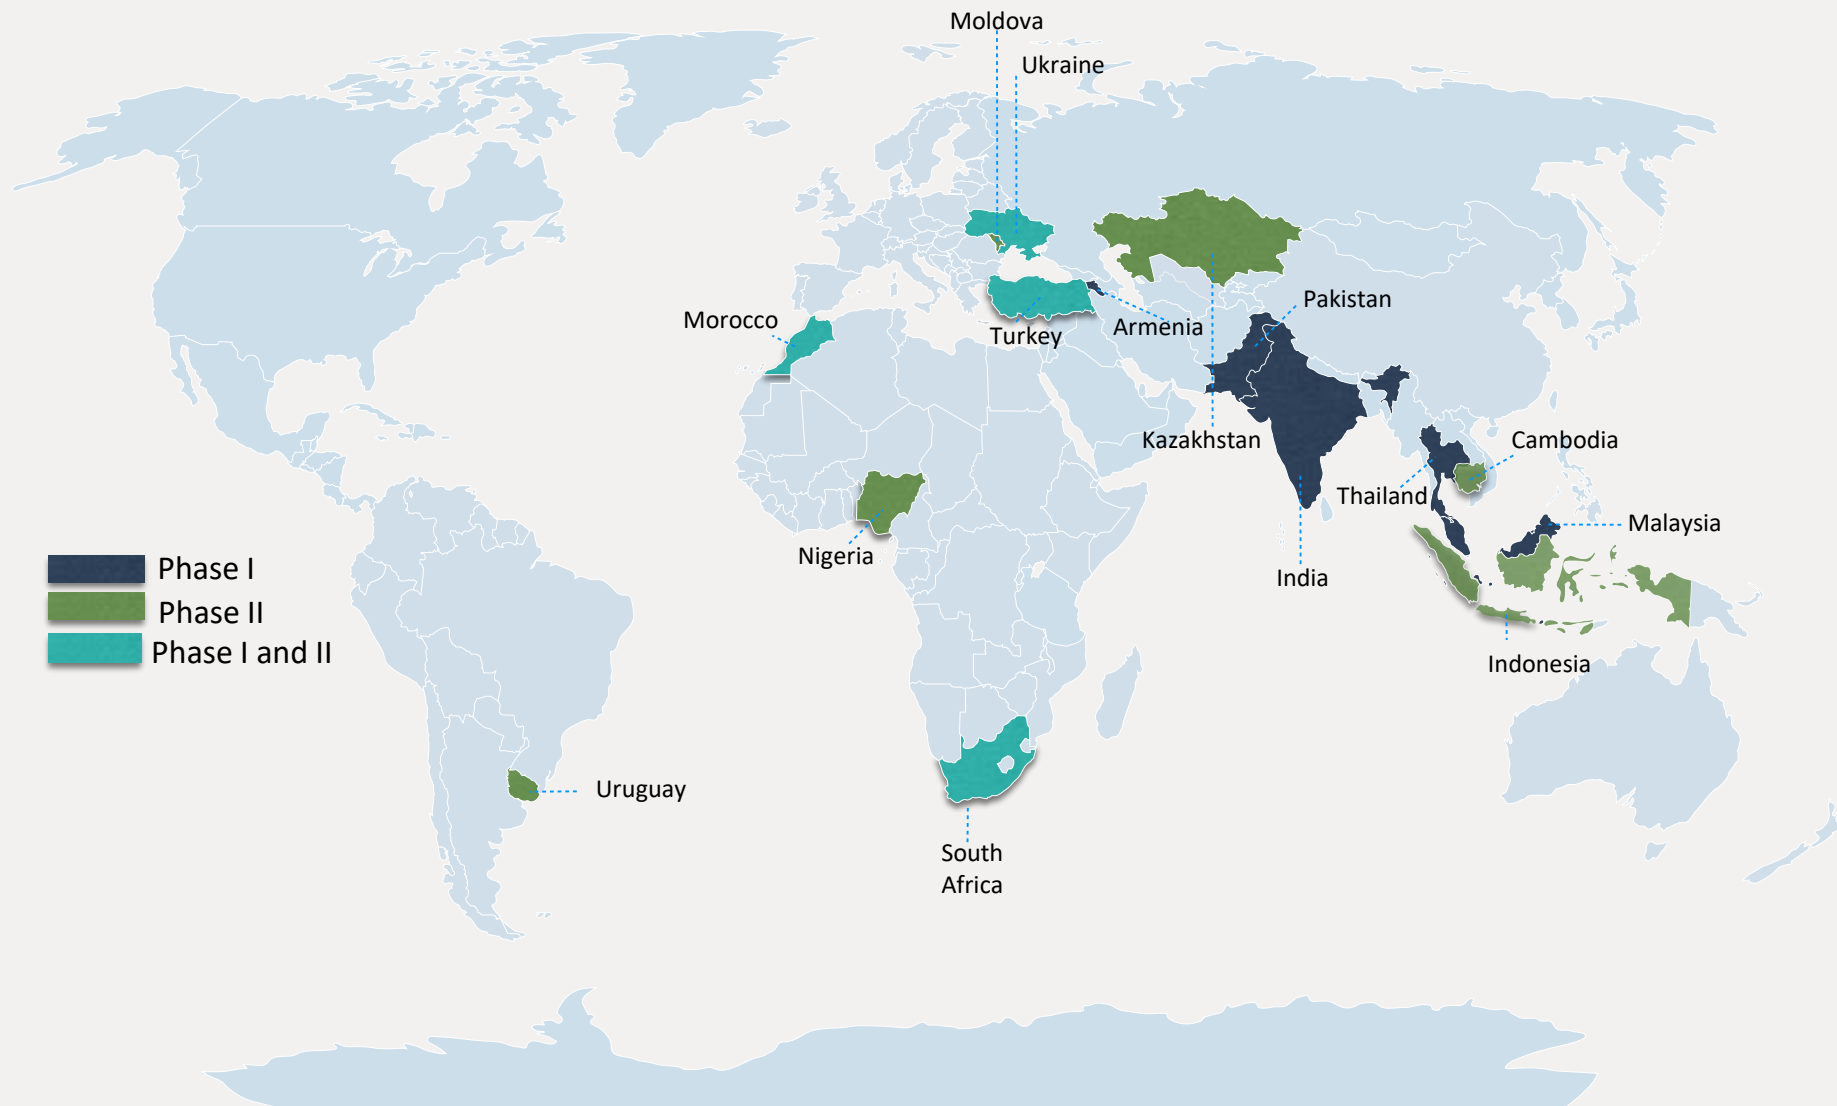 Moldova
Ukraine
Pakistan
Morocco
Armenia
Turkey
Kazakhstan
Cambodia
Thailand
Malaysia
Nigeria
India
Phase I
Phase II
Phase I and II
Indonesia
Uruguay
South
Africa